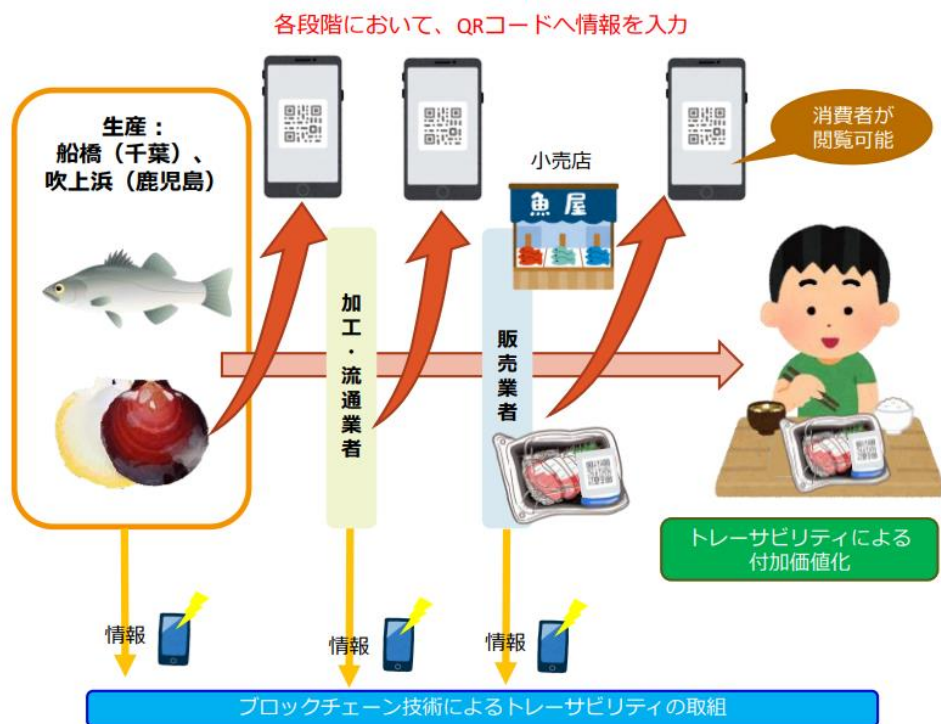 各段階において、QRコードへ情報を入力
生産：
船橋（千葉）、
吹上浜（鹿児島）
消費者が
閲覧可能
小売店
魚屋
加工・流通業者
販売業者
トレーサビリティによる
付加価値化
情報
情報
情報
ブロックチェーン技術によるトレーサビリティの取組